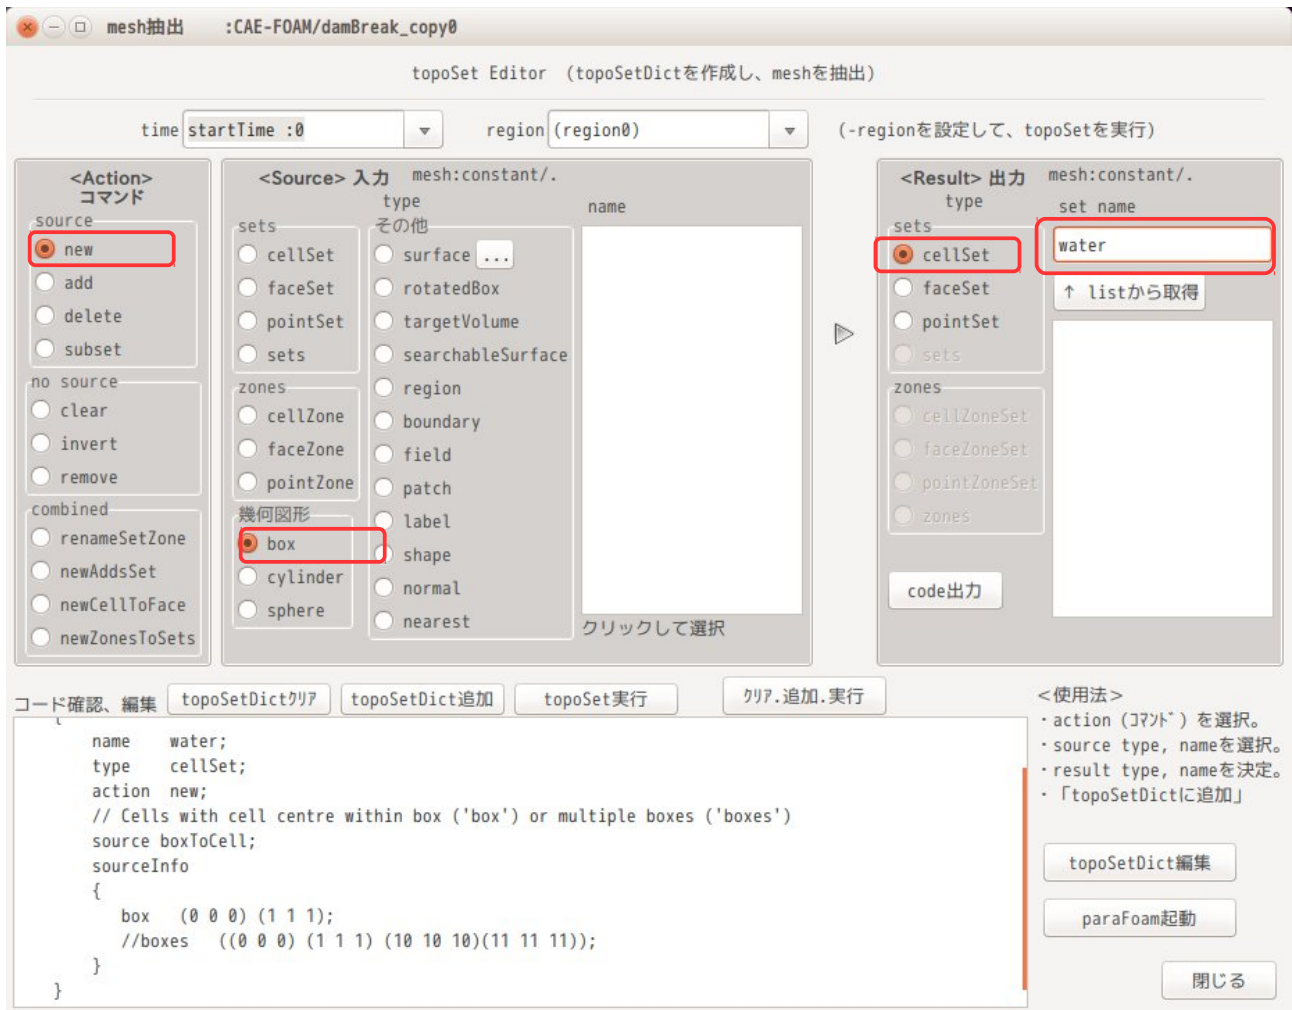 mesh抽出 :CAE-FOAM/damBreak_copy0
topoSet Editor （topoSetDictを作成し、meshを抽出）
time startTime :0 region (region0) (-regionを設定して、topoSetを実行)
<Action>
コマンド
source
new
add
delete
subset
no source
clear
invert
remove
combined
renameSetZone
newAddsSet
newCellToFace
newZonesToSets
<Source> 入力 mesh:constant/.
type
name
sets
cellSet
faceSet
pointSet
sets
zones
cellZone
faceZone
pointZone
幾何図形
box
cylinder
sphere
その他
surface ...
rotatedBox
targetVolume
searchableSurface
region
boundary
field
patch
label
shape
normal
nearest
クリックして選択
<Result> 出力 mesh:constant/.
type
set name
sets
cellSet
faceSet
pointSet
sets
zones
cellZoneSet
faceZoneSet
pointZoneSet
zones
water
↑ listから取得
code出力
コード確認、編集 topoSetDictｸﾘｱ topoSetDict追加 topoSet実行 ｸﾘｱ.追加.実行
{
name water;
type cellSet;
action new;
// Cells with cell centre within box ('box') or multiple boxes ('boxes')
source boxToCell;
sourceInfo
{
box (0 0 0) (1 1 1);
//boxes ((0 0 0) (1 1 1) (10 10 10)(11 11 11));
}
}
＜使用法＞
・action (ｺﾏﾝﾄﾞ) を選択。
・source type, nameを選択。
・result type, nameを決定。
・「topoSetDictに追加」
topoSetDict編集
paraFoam起動
閉じる